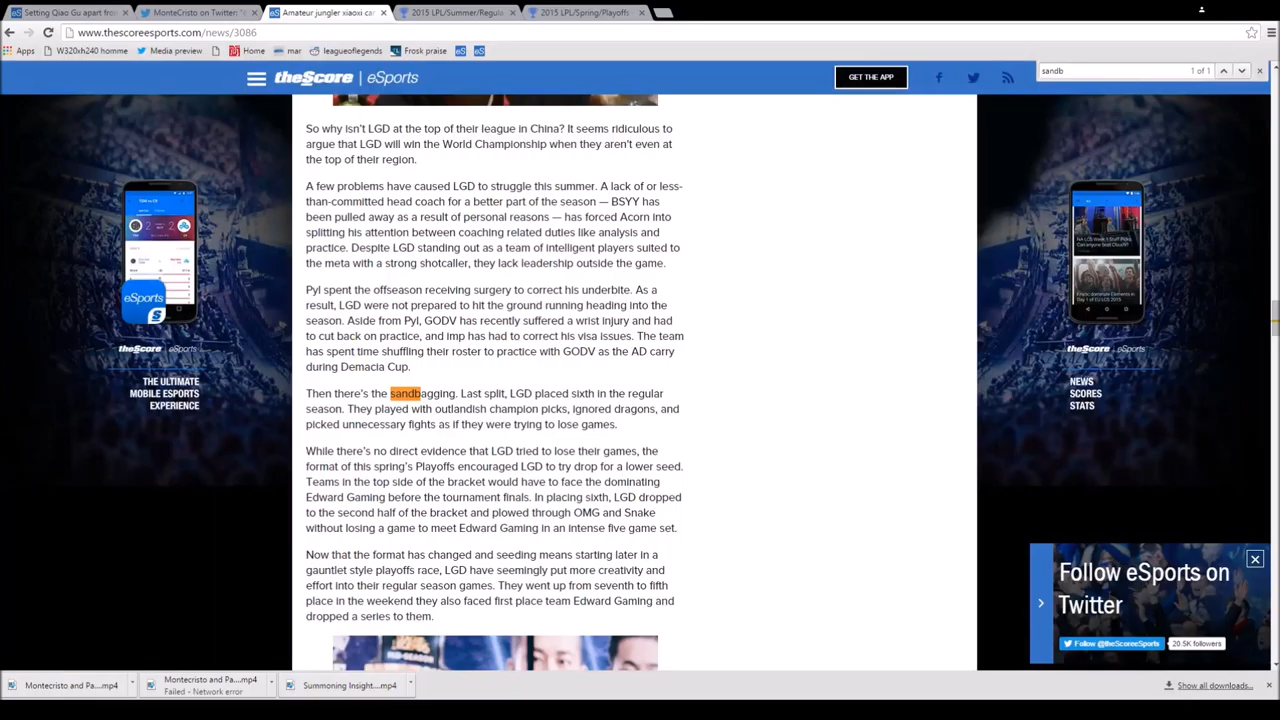 Setting Qiao Gu apart from
MonteCristo on Twitter: "@
Amateur jungler xiaoxi car
2015 LPL/Summer/Regula
2015 LPL/Spring/Playoffs
www.thescoreesports.com/news/3086
Apps
W320xh240 homme
Media preview
Home
mar
leagueoflegends
Frosk praise
sandb
1 of 1
theScore | eSports
GET THE APP
So why isn't LGD at the top of their league in China? It seems ridiculous to
argue that LGD will win the World Championship when they aren't even at
the top of their region.
A few problems have caused LGD to struggle this summer. A lack of or less-
than-committed head coach for a better part of the season — BSYY has
been pulled away as a result of personal reasons — has forced Acorn into
splitting his attention between coaching related duties like analysis and
practice. Despite LGD standing out as a team of intelligent players suited to
the meta with a strong shotcaller, they lack leadership outside the game.
Pyl spent the offseason receiving surgery to correct his underbite. As a
result, LGD were not prepared to hit the ground running heading into the
season. Aside from Pyl, GODV has recently suffered a wrist injury and had
to cut back on practice, and imp has had to correct his visa issues. The team
has spent time shuffling their roster to practice with GODV as the AD carry
during Demacia Cup.
Then there's the sandbagging. Last split, LGD placed sixth in the regular
season. They played with outlandish champion picks, ignored dragons, and
picked unnecessary fights as if they were trying to lose games.
While there's no direct evidence that LGD tried to lose their games, the
format of this spring's Playoffs encouraged LGD to try drop for a lower seed.
Teams in the top side of the bracket would have to face the dominating
Edward Gaming before the tournament finals. In placing sixth, LGD dropped
to the second half of the bracket and plowed through OMG and Snake
without losing a game to meet Edward Gaming in an intense five game set.
Now that the format has changed and seeding means starting later in a
gauntlet style playoffs race, LGD have seemingly put more creativity and
effort into their regular season games. They went up from seventh to fifth
place in the weekend they also faced first place team Edward Gaming and
dropped a series to them.
eSports
theScore | eSports
THE ULTIMATE
MOBILE ESPORTS
EXPERIENCE
theScore | eSports
NEWS
SCORES
STATS
Follow eSports on
Twitter
Follow @theScoreeSports
20.5K followers
Montecristo and Pa....mp4
Montecristo and Pa....mp4
Failed - Network error
Summoning Insight....mp4
Show all downloads...